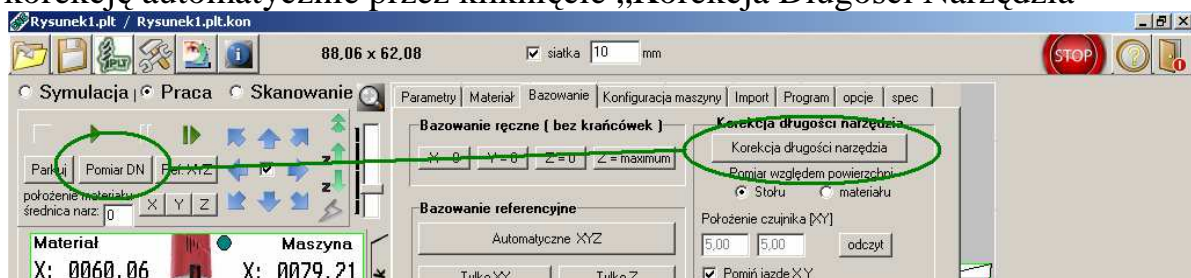 korekcję automatycznie przez kliknięcie „Korekcja Długości Narzędzia
Rysunek1.plt / Rysunek1.plt.kon
PLT
88,06 x 62,08
siatka 10 mm
STOP
Symulacja Praca Skanowanie
Parametry Materiał Bazowanie Konfiguracja maszyny Import Program opcje spec
Bazowanie ręczne ( bez krańcówek )
Korekcja długości narzędzia
Korekcja długości narzędzia
X = 0 Y = 0 Z = 0 Z = maximum
Parkuj Pomiar DN Ref. XYZ
z
Pomiar względem powierzchni
Stołu materiału
położenie materiału
średnica narz: 0 X Y Z
z
Bazowanie referencyjne
Położenie czujnika [XY]
Automatyczne XYZ
5,00 5,00 odczyt
Materiał Maszyna
X: 0060.06 X: 0079.21
Tylko XY Tylko Z
Pomiń jazdę XY